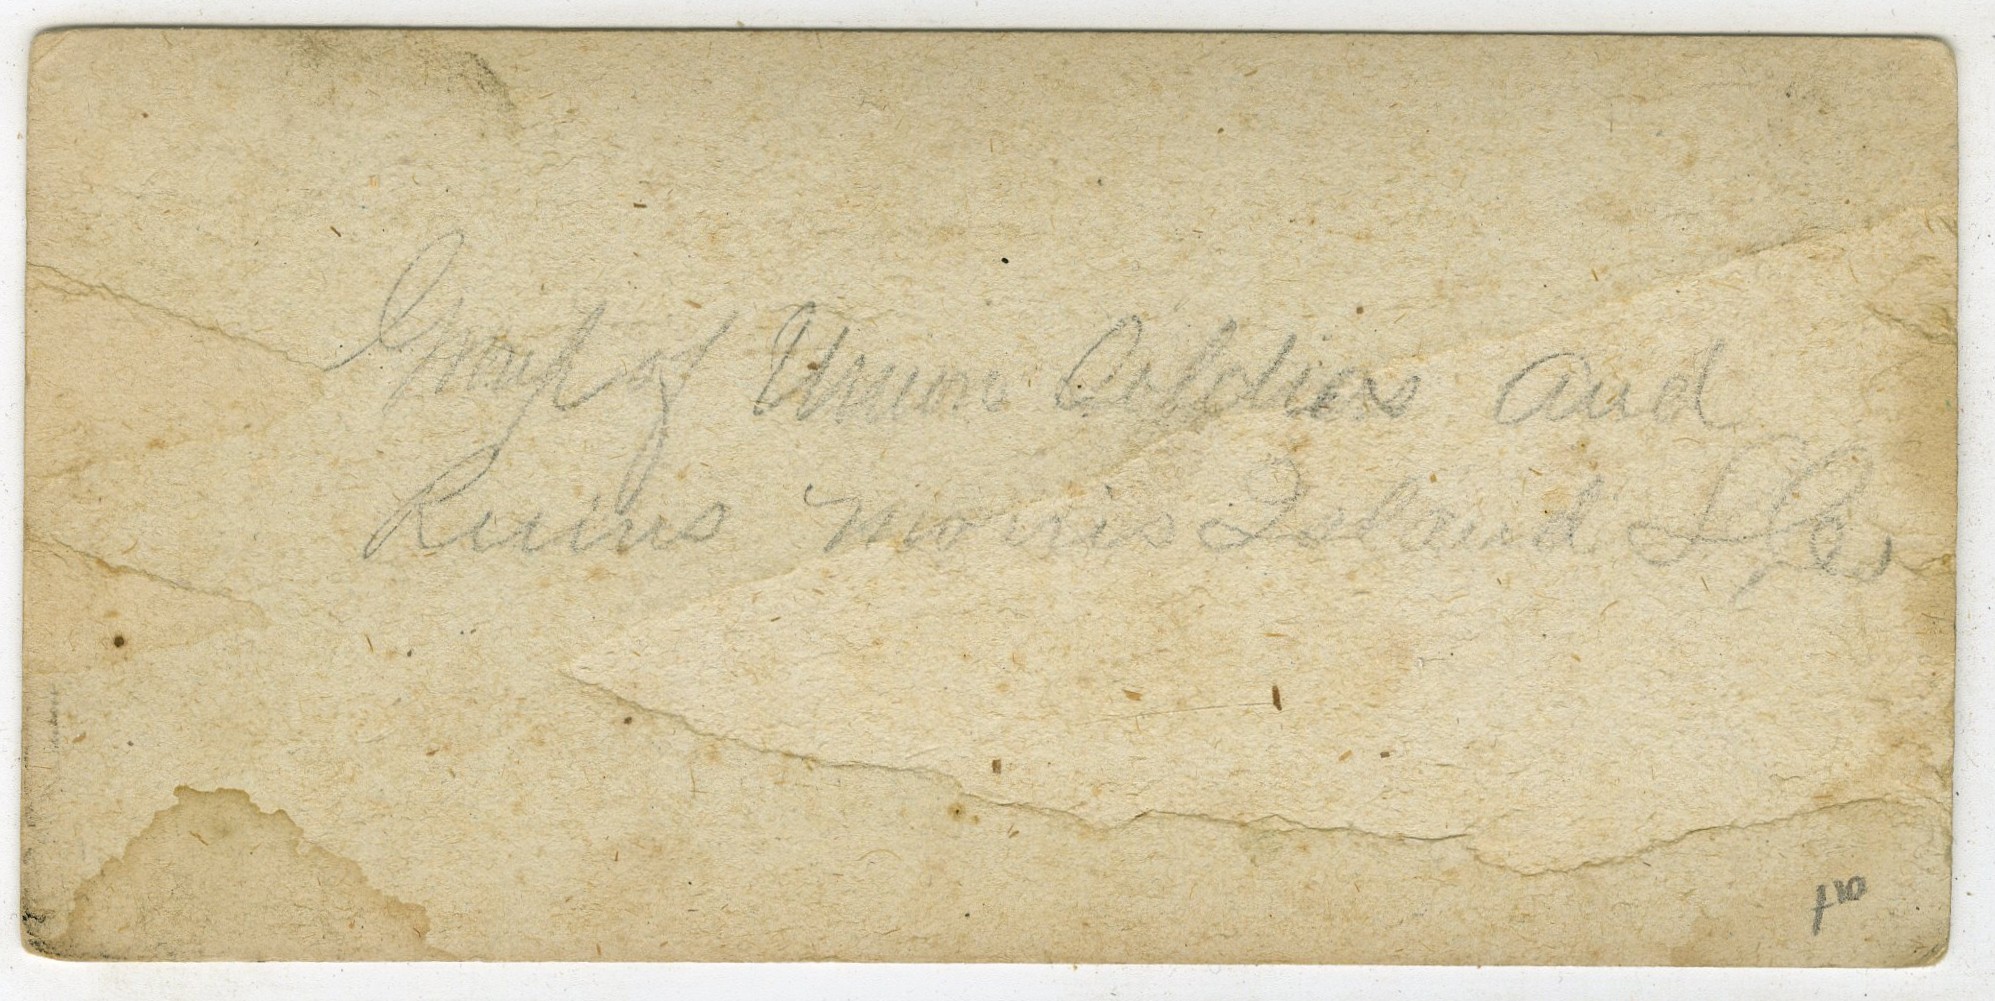 Group of Union Soldiers and
Ruins Morris Island S.C.